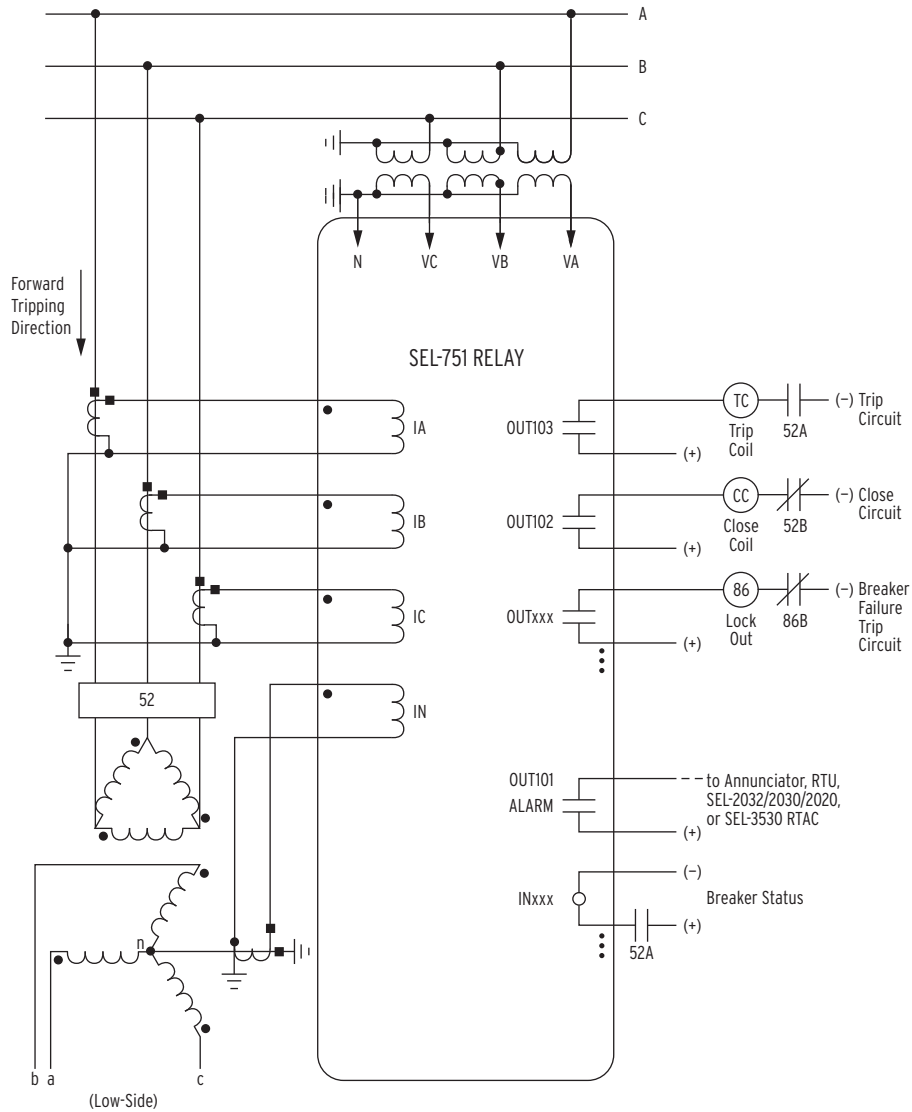 A
B
C
N
VC
VB
VA
Forward
Tripping
Direction
SEL-751 RELAY
IA
OUT103
TC
Trip
Coil
52A
(–) Trip
Circuit
(+)
IB
OUT102
CC
Close
Coil
52B
(–) Close
Circuit
(+)
IC
OUTxxx
86
Lock
Out
86B
(–) Breaker
Failure
Trip
Circuit
(+)
52
IN
OUT101
ALARM
to Annunciator, RTU,
SEL-2032/2030/2020,
or SEL-3530 RTAC
(+)
(–)
INxxx
Breaker Status
(+)
52A
n
b a
c
(Low-Side)